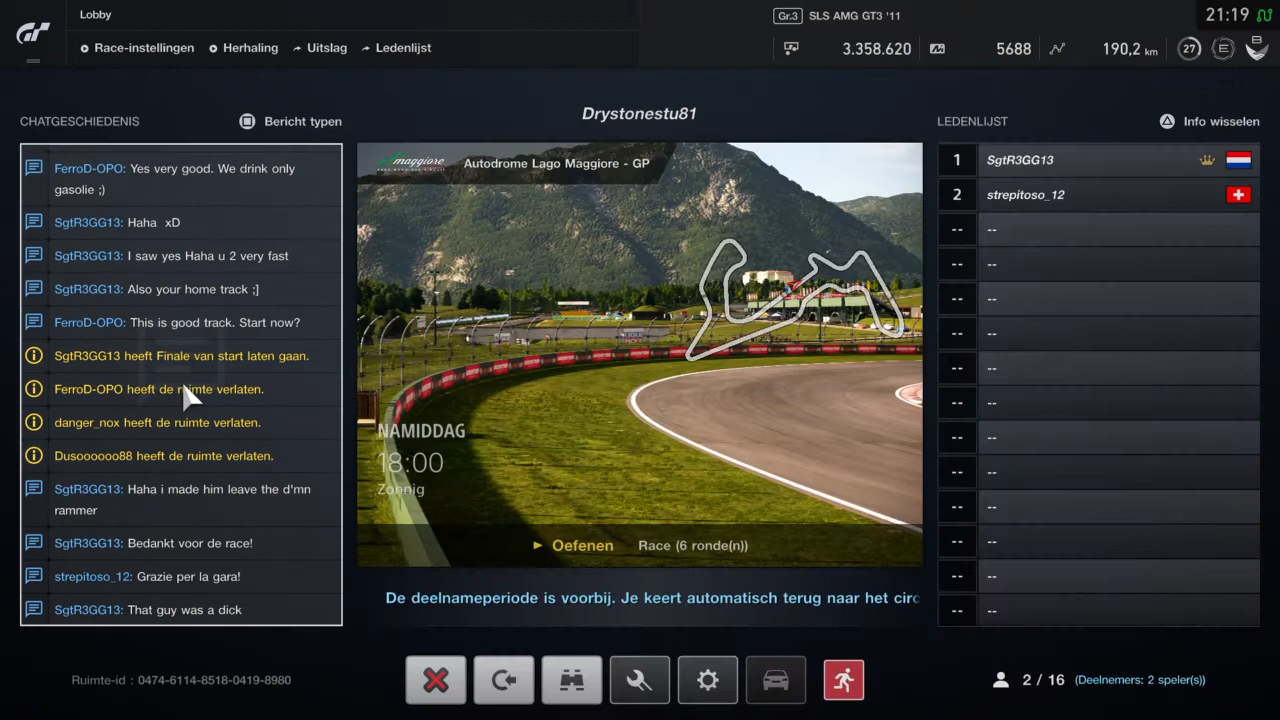 Lobby
Gr.3 SLS AMG GT3 '11
21:19
Race-instellingen Herhaling Uitslag Ledenlijst
3.358.620 5688 190,2 km 27 E B
CHATGESCHIEDENIS Bericht typen
FerroD-OPO: Yes very good. We drink only
gasolie ;)
SgtR3GG13: Haha xD
SgtR3GG13: I saw yes Haha u 2 very fast
SgtR3GG13: Also your home track ;]
FerroD-OPO: This is good track. Start now?
SgtR3GG13 heeft Finale van start laten gaan.
FerroD-OPO heeft de ruimte verlaten.
danger_nox heeft de ruimte verlaten.
Dusoooooo88 heeft de ruimte verlaten.
SgtR3GG13: Haha i made him leave the d'mn
rammer
SgtR3GG13: Bedankt voor de race!
strepitoso_12: Grazie per la gara!
SgtR3GG13: That guy was a dick
Drystonestu81
maggiore Autodrome Lago Maggiore - GP
NAMIDDAG
18:00
Zonnig
Oefenen Race (6 ronde(n))
De deelnameperiode is voorbij. Je keert automatisch terug naar het circ
LEDENLIJST Info wisselen
1 SgtR3GG13
2 strepitoso_12
-- --
-- --
-- --
-- --
-- --
-- --
-- --
-- --
-- --
-- --
-- --
-- --
Ruimte-id : 0474-6114-8518-0419-8980
2 / 16 (Deelnemers: 2 speler(s))